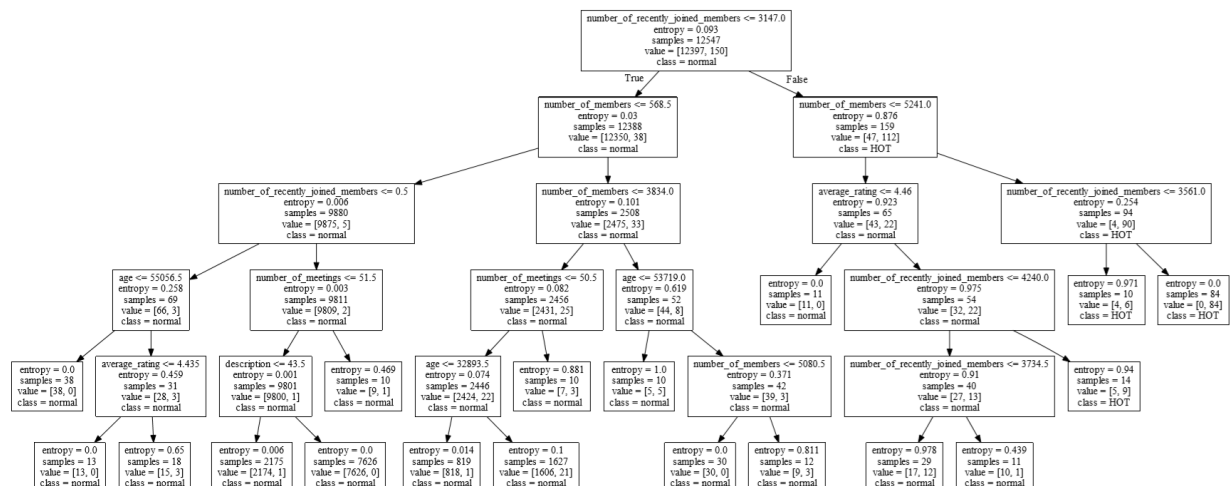 number_of_recently_joined_members <= 3147.0
entropy = 0.093
samples = 12547
value = [12397, 150]
class = normal
True
False
number_of_members <= 568.5
entropy = 0.03
samples = 12388
value = [12350, 38]
class = normal
number_of_members <= 5241.0
entropy = 0.876
samples = 159
value = [47, 112]
class = HOT
number_of_recently_joined_members <= 0.5
entropy = 0.006
samples = 9880
value = [9875, 5]
class = normal
number_of_members <= 3834.0
entropy = 0.101
samples = 2508
value = [2475, 33]
class = normal
average_rating <= 4.46
entropy = 0.923
samples = 65
value = [43, 22]
class = normal
number_of_recently_joined_members <= 3561.0
entropy = 0.254
samples = 94
value = [4, 90]
class = HOT
age <= 55056.5
entropy = 0.258
samples = 69
value = [66, 3]
class = normal
number_of_meetings <= 51.5
entropy = 0.003
samples = 9811
value = [9809, 2]
class = normal
number_of_meetings <= 50.5
entropy = 0.082
samples = 2456
value = [2431, 25]
class = normal
age <= 53719.0
entropy = 0.619
samples = 52
value = [44, 8]
class = normal
entropy = 0.0
samples = 11
value = [11, 0]
class = normal
number_of_recently_joined_members <= 4240.0
entropy = 0.975
samples = 54
value = [32, 22]
class = normal
entropy = 0.971
samples = 10
value = [4, 6]
class = HOT
entropy = 0.0
samples = 84
value = [0, 84]
class = HOT
entropy = 0.0
samples = 38
value = [38, 0]
class = normal
average_rating <= 4.435
entropy = 0.459
samples = 31
value = [28, 3]
class = normal
description <= 43.5
entropy = 0.001
samples = 9801
value = [9800, 1]
class = normal
entropy = 0.469
samples = 10
value = [9, 1]
class = normal
age <= 32893.5
entropy = 0.074
samples = 2446
value = [2424, 22]
class = normal
entropy = 0.881
samples = 10
value = [7, 3]
class = normal
entropy = 1.0
samples = 10
value = [5, 5]
class = normal
number_of_members <= 5080.5
entropy = 0.371
samples = 42
value = [39, 3]
class = normal
number_of_recently_joined_members <= 3734.5
entropy = 0.91
samples = 40
value = [27, 13]
class = normal
entropy = 0.94
samples = 14
value = [5, 9]
class = HOT
entropy = 0.0
samples = 13
value = [13, 0]
class = normal
entropy = 0.65
samples = 18
value = [15, 3]
class = normal
entropy = 0.006
samples = 2175
value = [2174, 1]
class = normal
entropy = 0.0
samples = 7626
value = [7626, 0]
class = normal
entropy = 0.014
samples = 819
value = [818, 1]
class = normal
entropy = 0.1
samples = 1627
value = [1606, 21]
class = normal
entropy = 0.0
samples = 30
value = [30, 0]
class = normal
entropy = 0.811
samples = 12
value = [9, 3]
class = normal
entropy = 0.978
samples = 29
value = [17, 12]
class = normal
entropy = 0.439
samples = 11
value = [10, 1]
class = normal